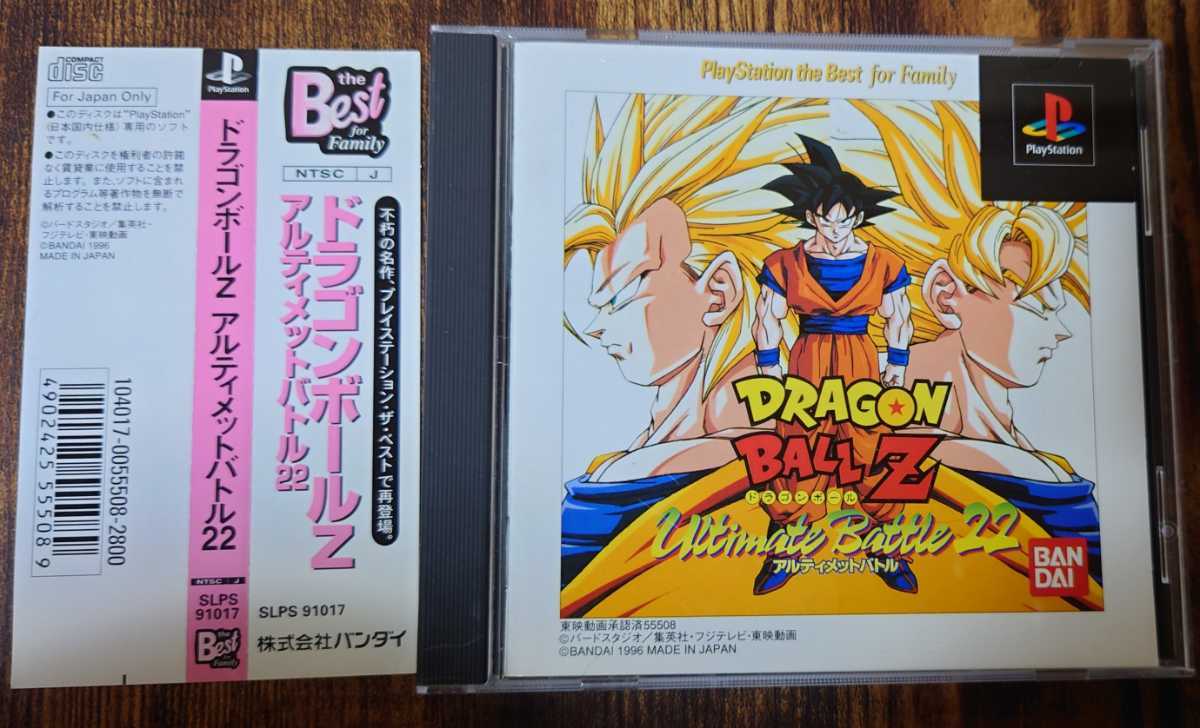 COMPACT
disc
For Japan Only
●このディスクは"PlayStation"
(日本国内仕様)専用のソフト
です。
●このディスクを権利者の許諾
なく賃貸業に使用することを禁
止します。また、ソフトに含まれ
るプログラム等著作物を無断で
解析することを禁止します。
©バードスタジオ/集英社・
フジテレビ・東映動画
©BANDAI 1996
MADE IN JAPAN
104017-005508-2800
4902425 555089
PlayStation
ドラゴンボールZ アルティメットバトル22
NTSC J
SLPS
91017
the
Best
for
Family
the
Best
for
Family
NTSC J
不朽の名作、プレイステーション・ザ・ベストで再登場。
ドラゴンボールZ
アルティメットバトル22
SLPS 91017
株式会社バンダイ
PlayStation the Best for Family
PlayStation
DRAGON
BALL Z
ドラゴンボール
Ultimate Battle 22
アルティメットバトル
BAN
DAI
東映動画承認済55508
©バードスタジオ/集英社・フジテレビ・東映動画
©BANDAI 1996 MADE IN JAPAN